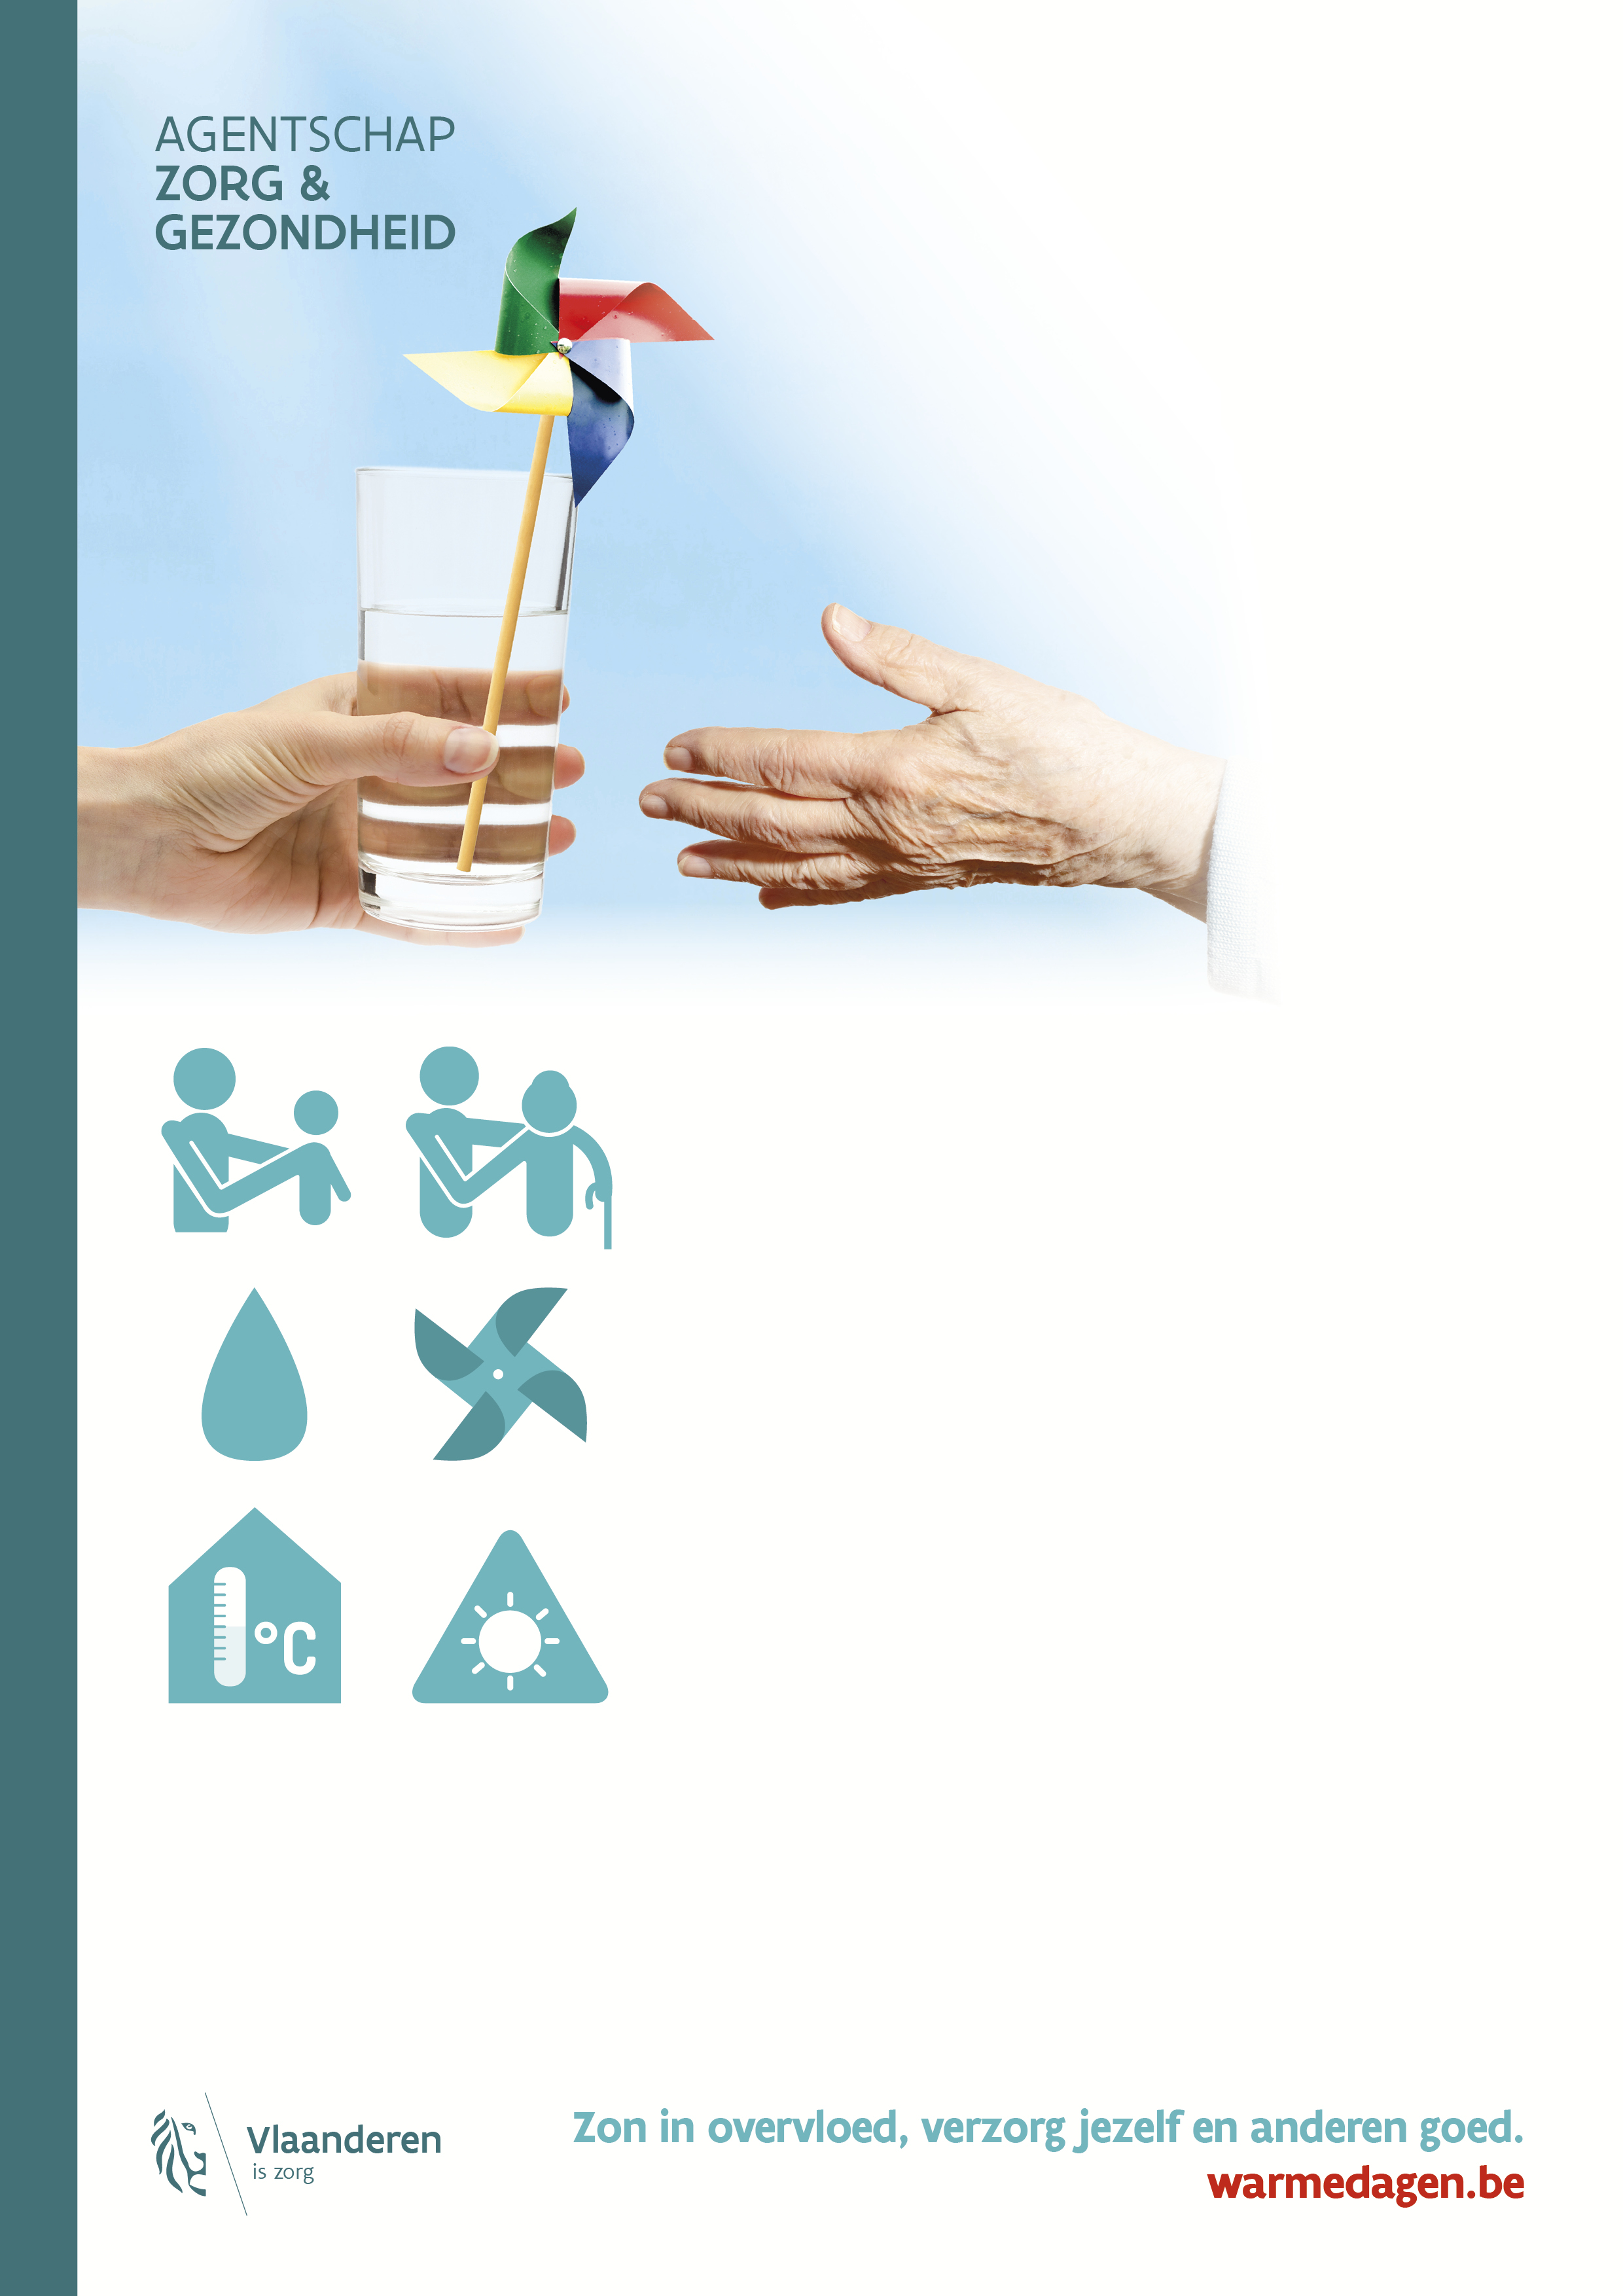 AGENTSCHAP
ZORG &
GEZONDHEID
°C
Vlaanderen
is zorg
Zon in overvloed, verzorg jezelf en anderen goed.
warmedagen.be